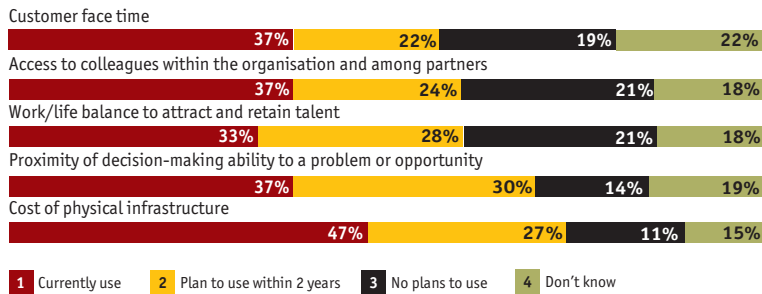 Customer face time
37% 22% 19% 22%
Access to colleagues within the organisation and among partners
37% 24% 21% 18%
Work/life balance to attract and retain talent
33% 28% 21% 18%
Proximity of decision-making ability to a problem or opportunity
37% 30% 14% 19%
Cost of physical infrastructure
47% 27% 11% 15%
1 Currently use 2 Plan to use within 2 years 3 No plans to use 4 Don't know